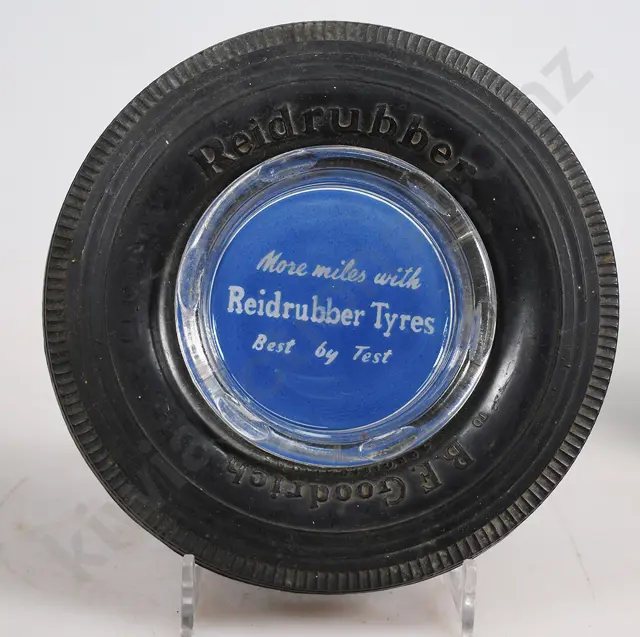 Reidrubber
More miles with
Reidrubber Tyres
Best by Test
B.F. Goodrich